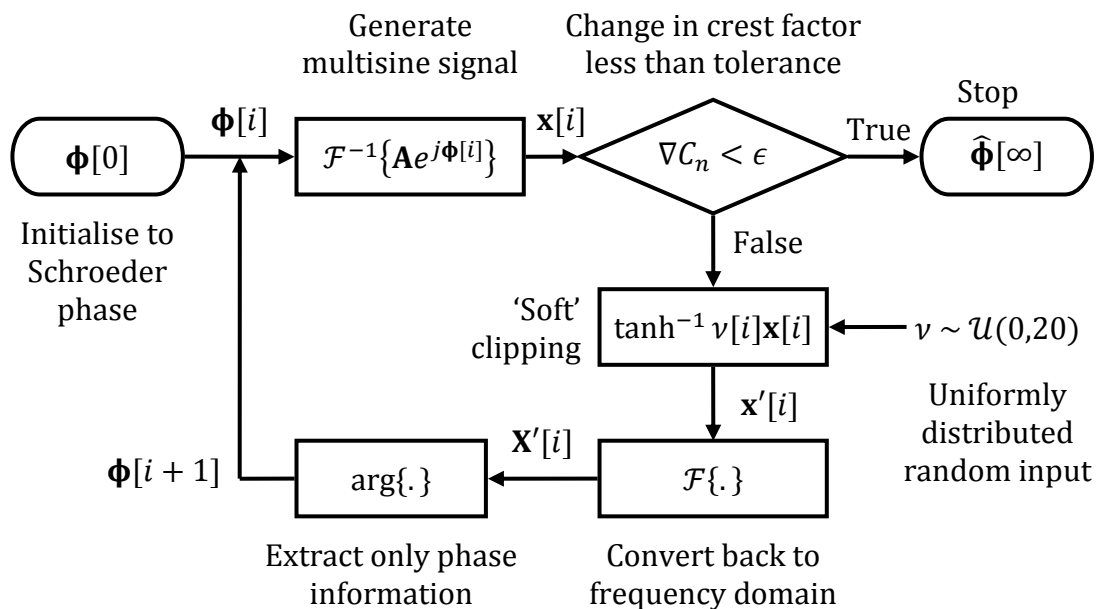 Generate
multisine signal
Change in crest factor
less than tolerance
Stop
𝛟[i]
𝐱[i]
True
𝛟[0]
ℱ⁻¹{𝐀e^{j𝛟[i]}}
∇Cₙ < ϵ
𝛟̂[∞]
Initialise to
Schroeder
phase
False
'Soft'
clipping
tanh⁻¹ ν[i]𝐱[i]
ν ~ 𝒰(0,20)
𝐱′[i]
Uniformly
distributed
random input
𝛟[i + 1]
𝐗′[i]
arg{.}
ℱ{.}
Extract only phase
information
Convert back to
frequency domain